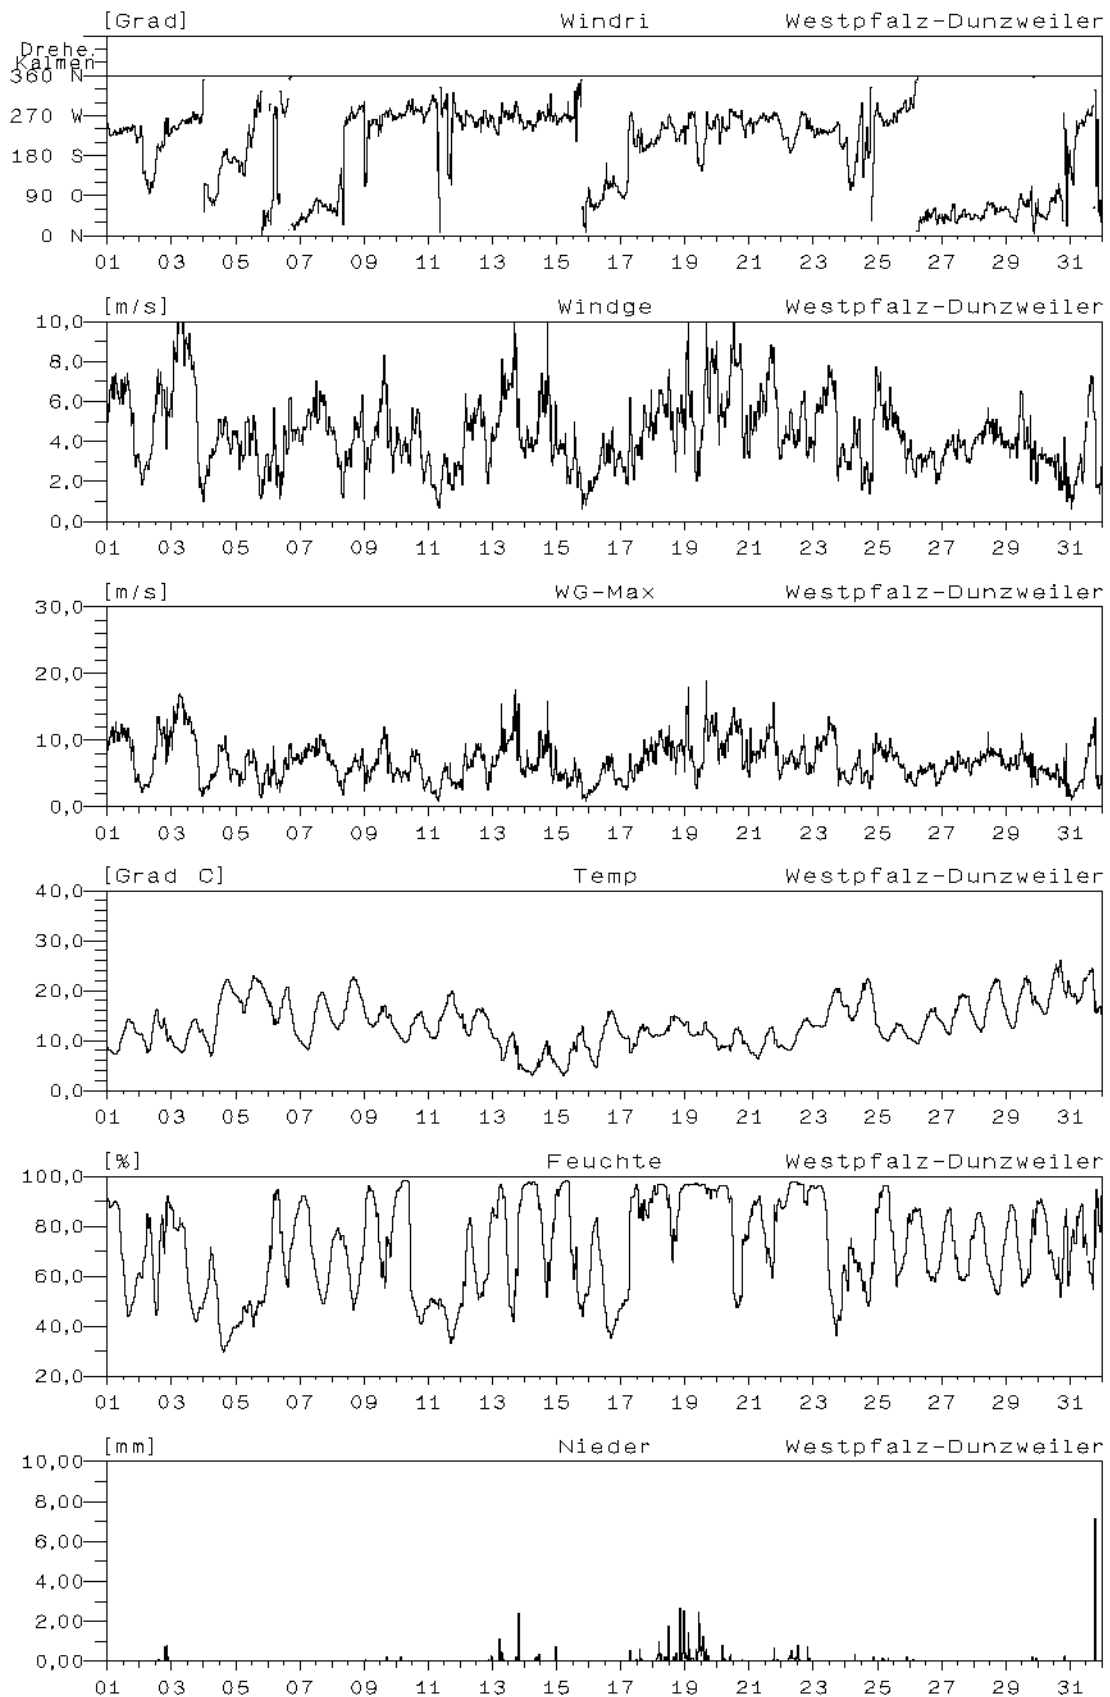 [Grad] Windri Westpfalz-Dunzweiler
Drehe.
Kalmen
360 N
270 W
180 S
90 O
0 N
01 03 05 07 09 11 13 15 17 19 21 23 25 27 29 31
[m/s] Windge Westpfalz-Dunzweiler
10,0
8,0
6,0
4,0
2,0
0,0
01 03 05 07 09 11 13 15 17 19 21 23 25 27 29 31
[m/s] WG-Max Westpfalz-Dunzweiler
30,0
20,0
10,0
0,0
01 03 05 07 09 11 13 15 17 19 21 23 25 27 29 31
[Grad C] Temp Westpfalz-Dunzweiler
40,0
30,0
20,0
10,0
0,0
01 03 05 07 09 11 13 15 17 19 21 23 25 27 29 31
[%] Feuchte Westpfalz-Dunzweiler
100,0
80,0
60,0
40,0
20,0
01 03 05 07 09 11 13 15 17 19 21 23 25 27 29 31
[mm] Nieder Westpfalz-Dunzweiler
10,00
8,00
6,00
4,00
2,00
0,00
01 03 05 07 09 11 13 15 17 19 21 23 25 27 29 31